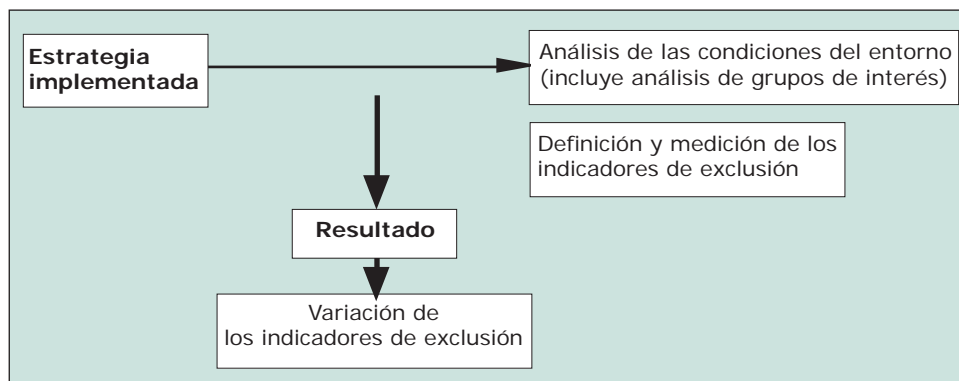 Estrategia
implementada
Análisis de las condiciones del entorno
(incluye análisis de grupos de interés)
Definición y medición de los
indicadores de exclusión
Resultado
Variación de
los indicadores de exclusión